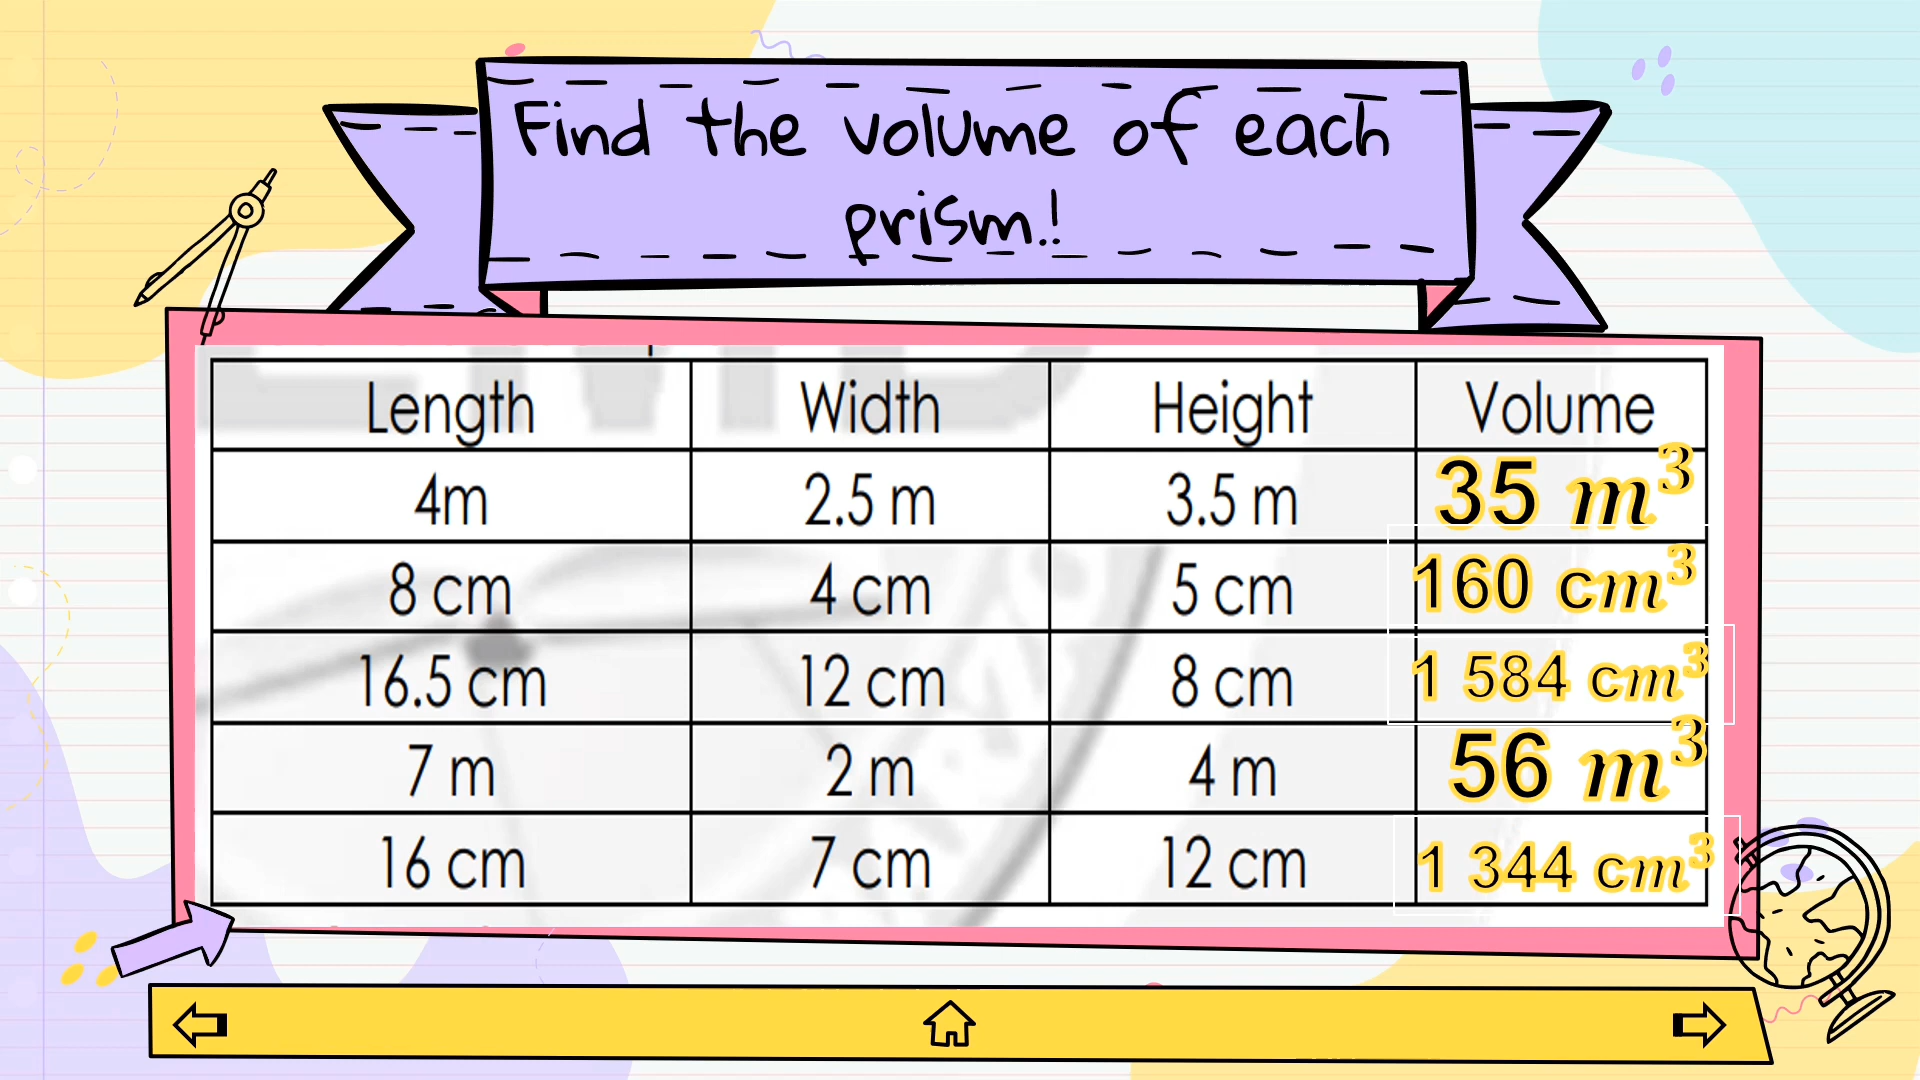 Find the volume of each
prism!
Length Width Height Volume
4m 2.5 m 3.5 m 35 m³
8 cm 4 cm 5 cm 160 cm³
16.5 cm 12 cm 8 cm 1 584 cm³
7 m 2 m 4 m 56 m³
16 cm 7 cm 12 cm 1 344 cm³